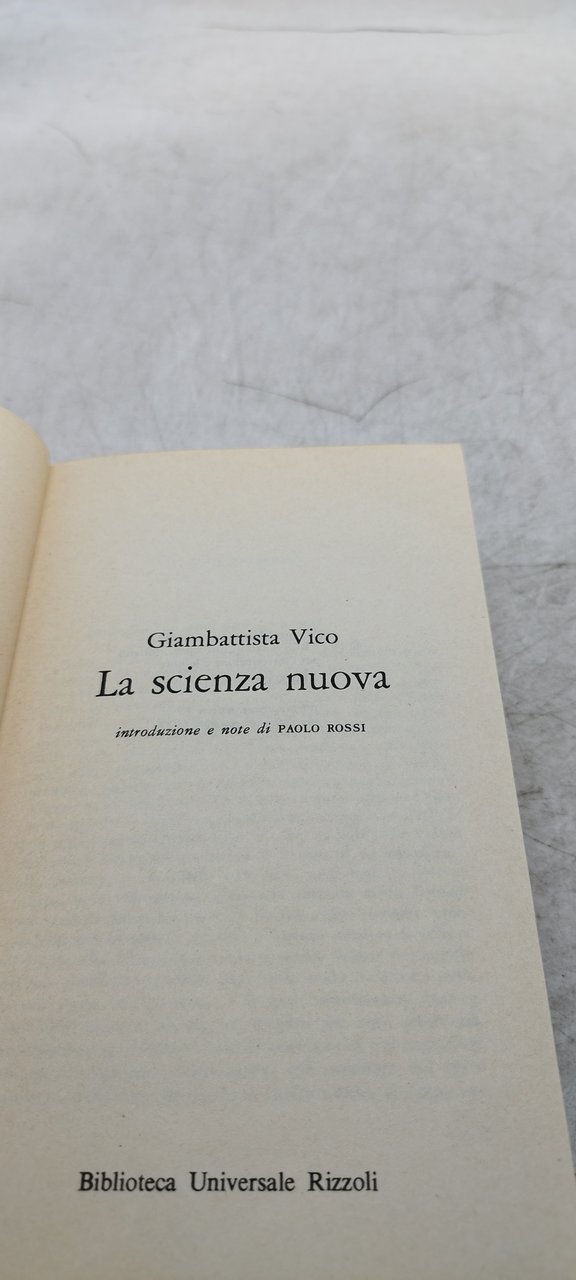 Giambattista Vico
La scienza nuova
introduzione e note di PAOLO ROSSI
Biblioteca Universale Rizzoli